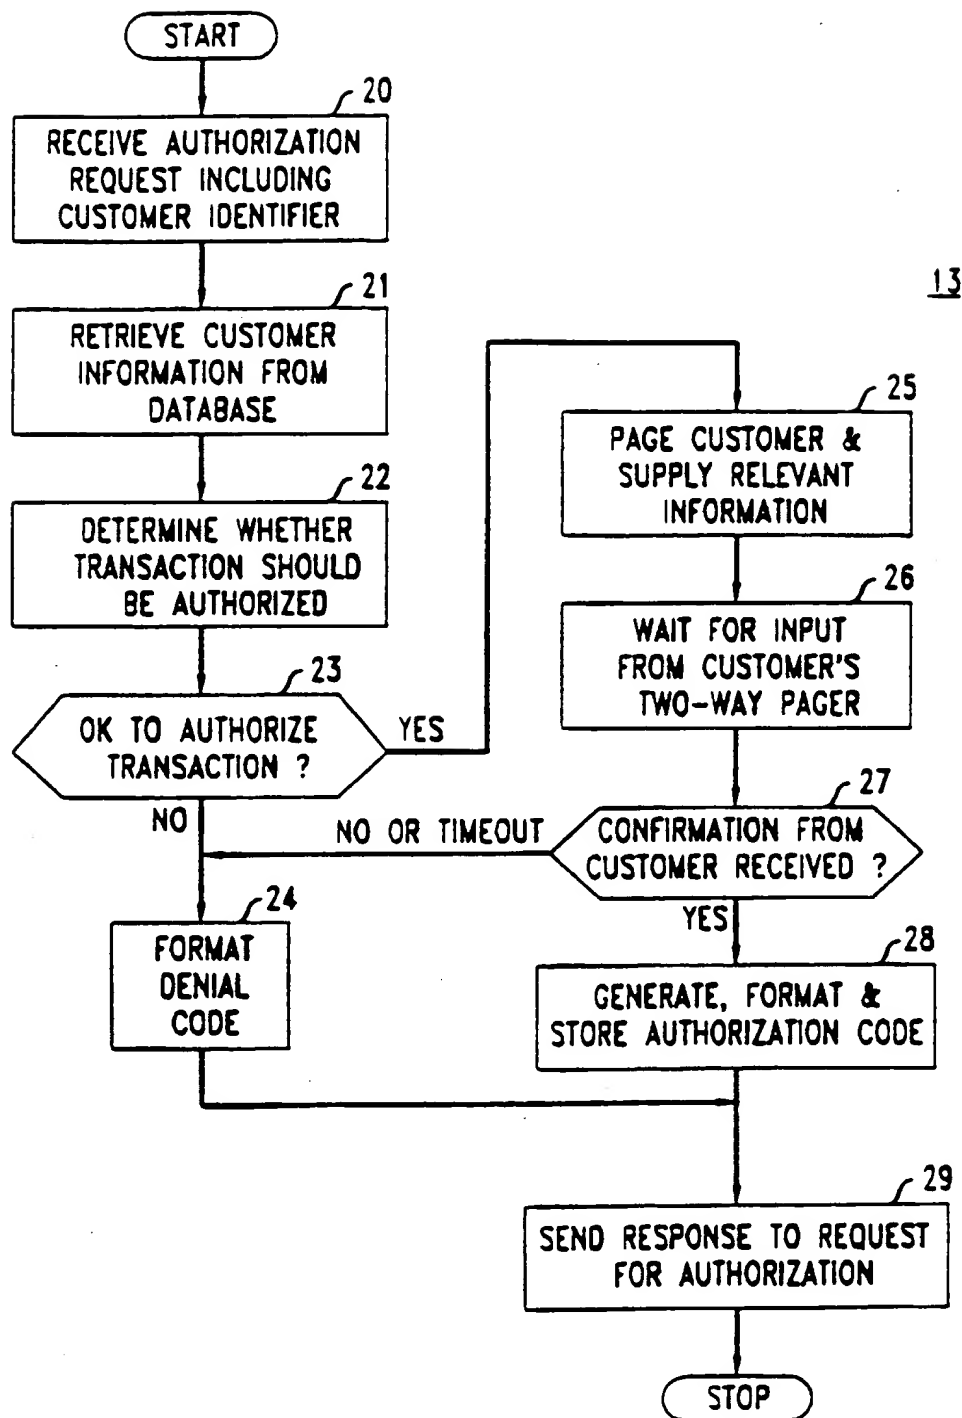 START
20
RECEIVE AUTHORIZATION
REQUEST INCLUDING
CUSTOMER IDENTIFIER
21
RETRIEVE CUSTOMER
INFORMATION FROM
DATABASE
22
DETERMINE WHETHER
TRANSACTION SHOULD
BE AUTHORIZED
23
OK TO AUTHORIZE
TRANSACTION ?
YES
NO
24
FORMAT
DENIAL
CODE
13
25
PAGE CUSTOMER &
SUPPLY RELEVANT
INFORMATION
26
WAIT FOR INPUT
FROM CUSTOMER'S
TWO-WAY PAGER
27
CONFIRMATION FROM
CUSTOMER RECEIVED ?
NO OR TIMEOUT
YES
28
GENERATE, FORMAT &
STORE AUTHORIZATION CODE
29
SEND RESPONSE TO REQUEST
FOR AUTHORIZATION
STOP